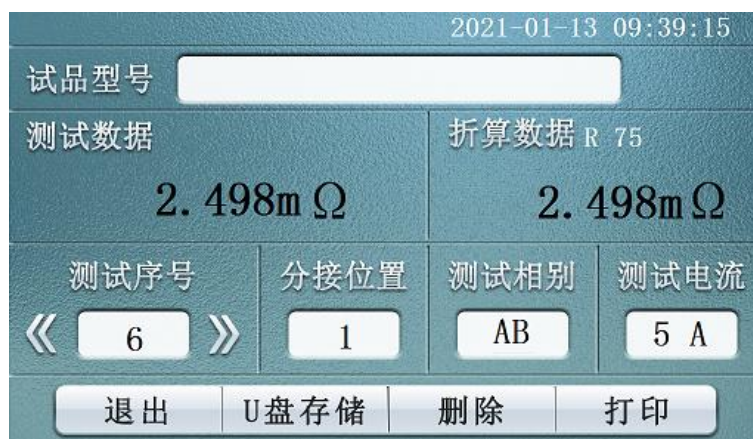 2021-01-13 09:39:15
试品型号
测试数据
折算数据 R 75
2.498mΩ
2.498mΩ
测试序号 分接位置 测试相别 测试电流
《 6 》 1 AB 5 A
退出 U盘存储 删除 打印